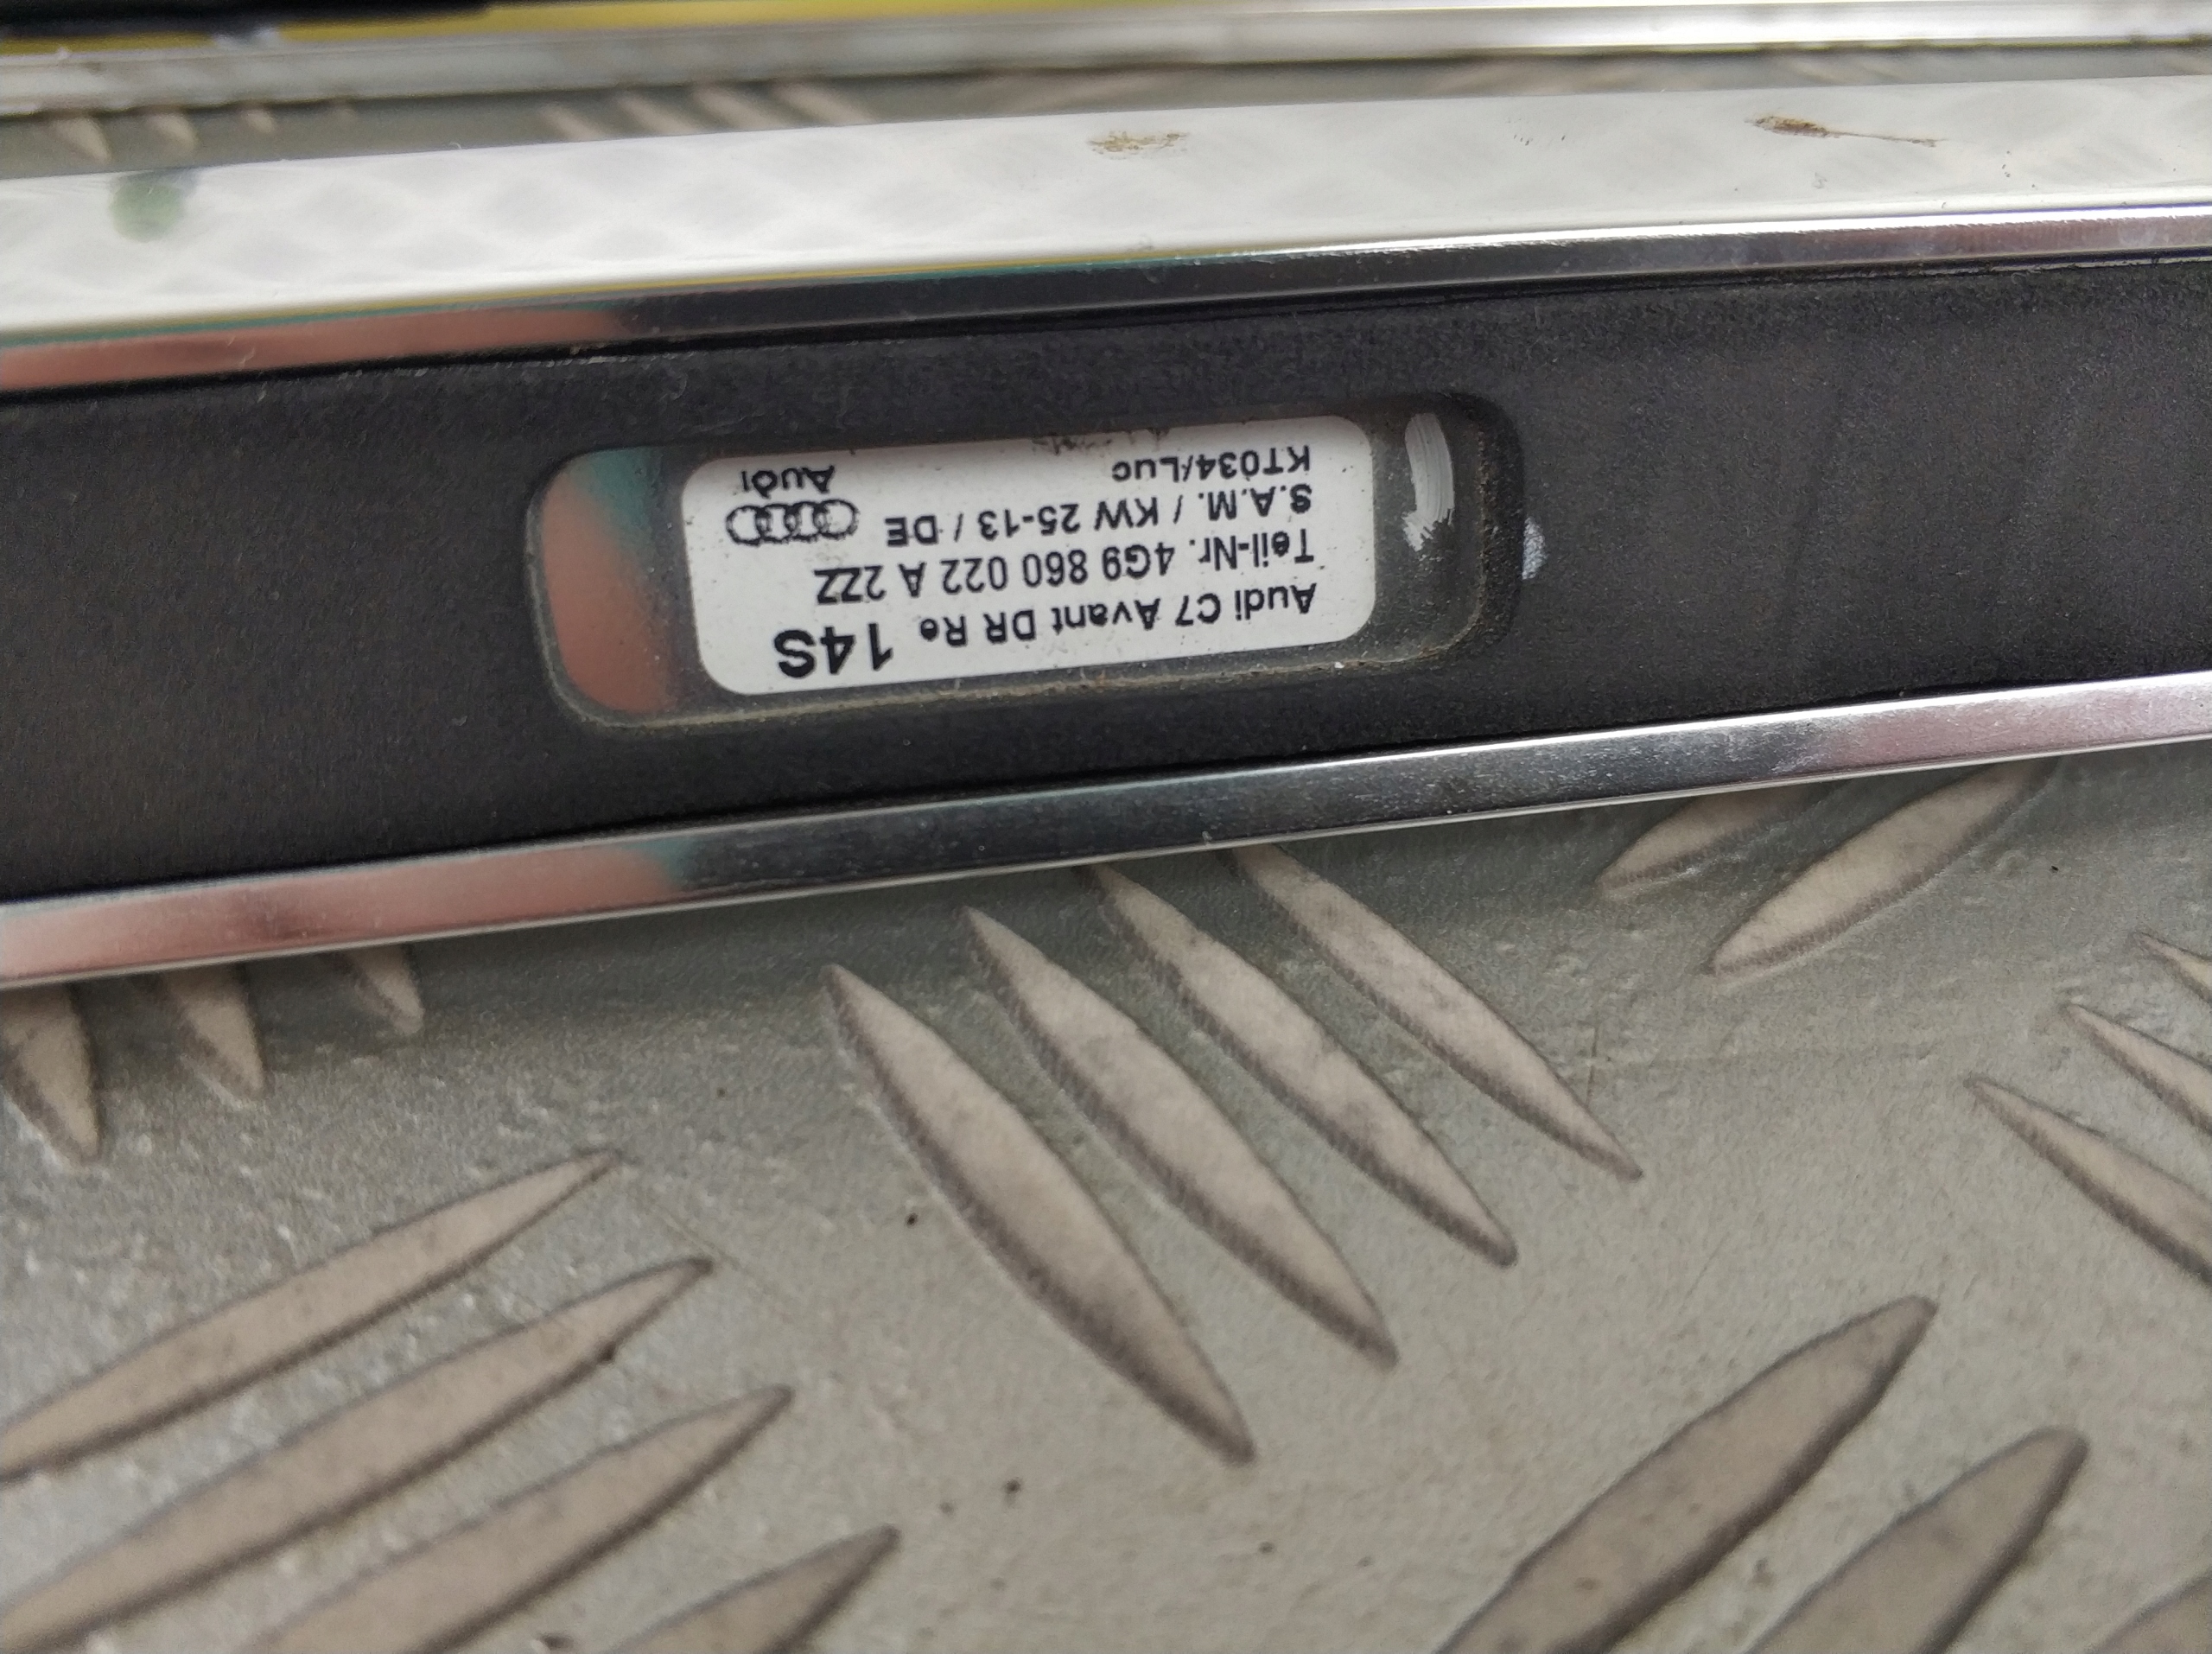 Audi C7 Avant DR Re 14S
Teil-Nr. 4G9 860 022 A 2ZZ
S.A.M. / KW 25-13 / DE
KT034/Luc
Audi